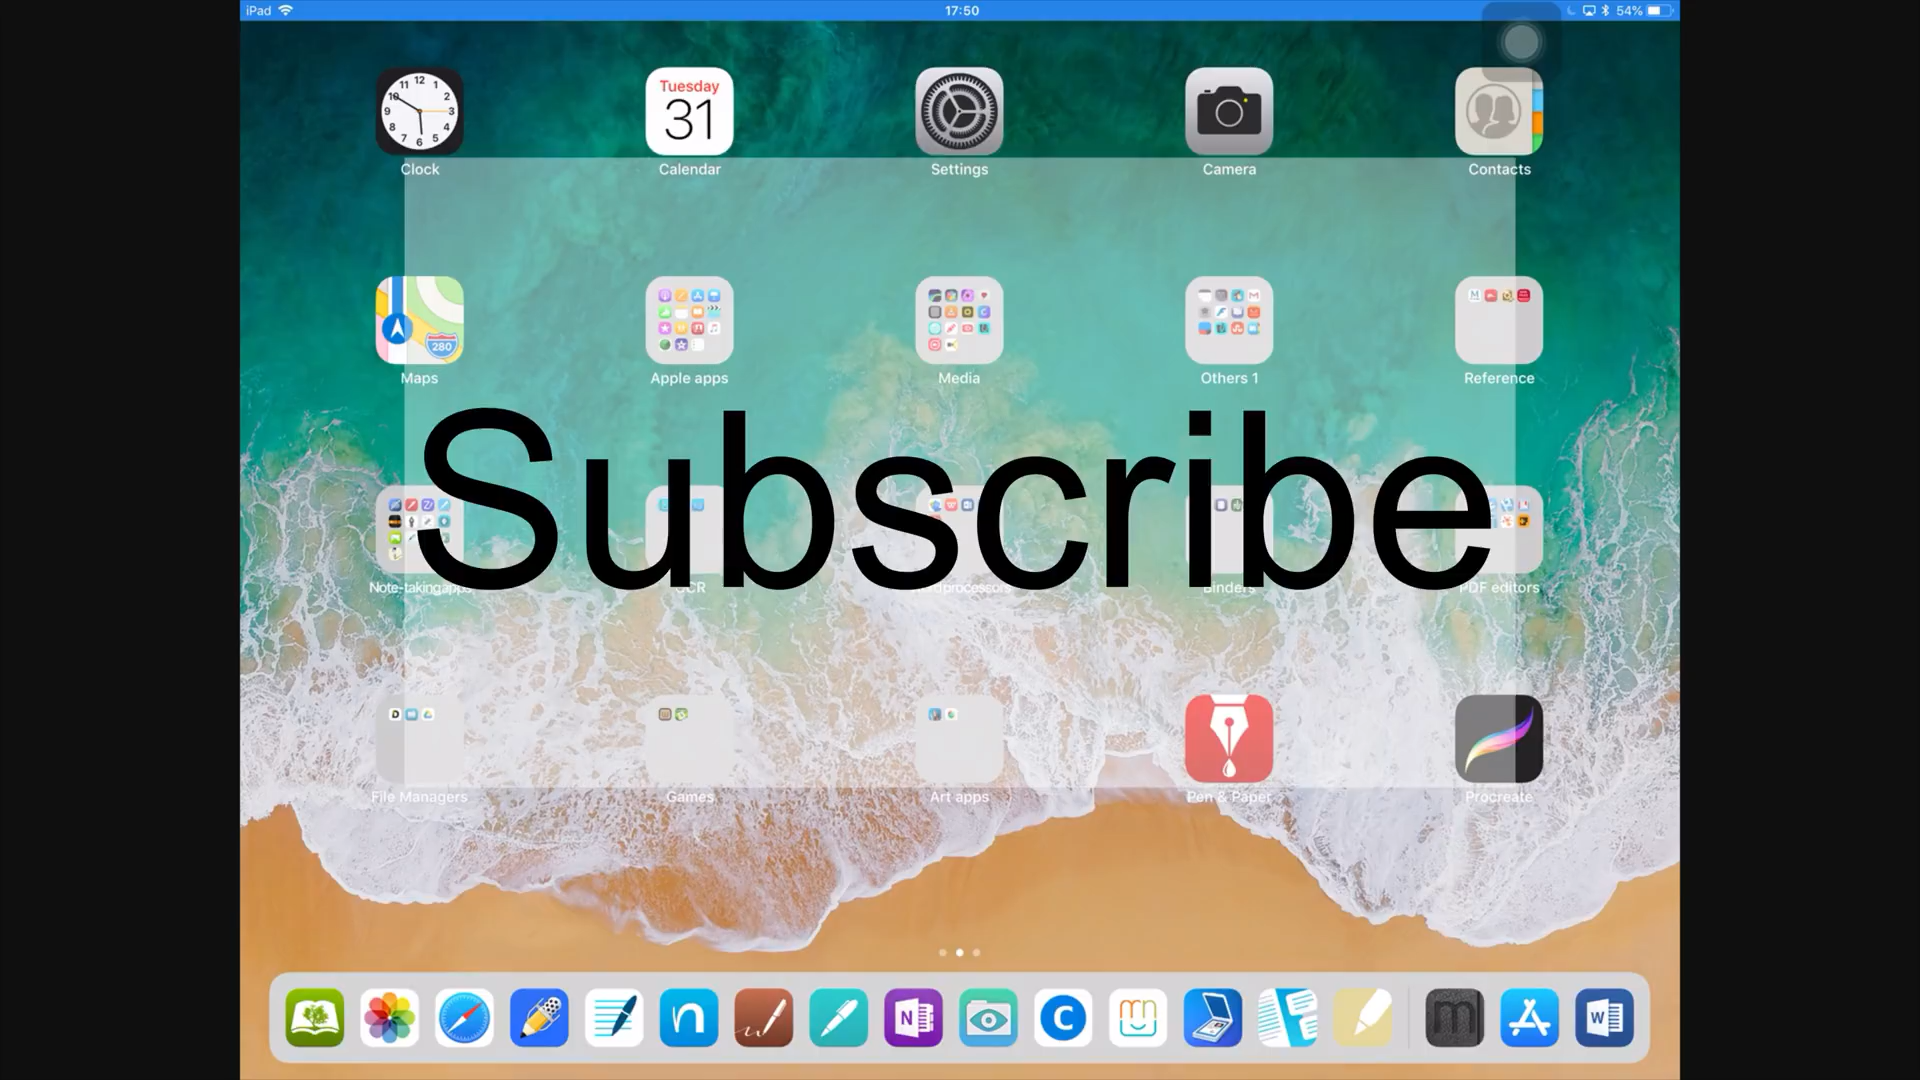 iPad 17:50 54%
Tuesday
31
Clock Calendar Settings Camera Contacts
280
Maps Apple apps Media Others 1 Reference
Subscribe
Note-taking apps PDF editors
File Managers Games Art apps Pen & Paper Procreate